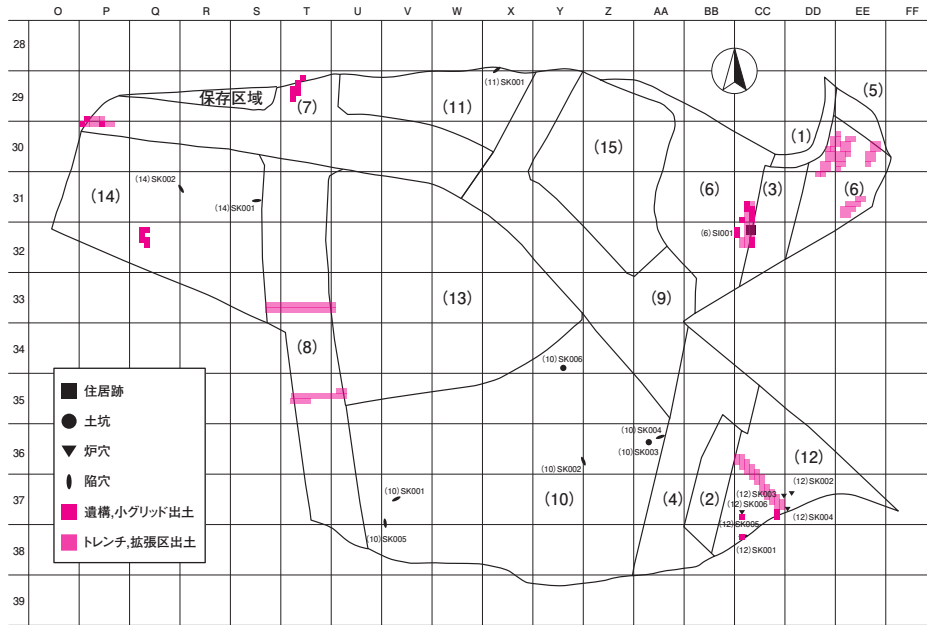 O P Q R S T U V W X Y Z AA BB CC DD EE FF
28
29
30
31
32
33
34
35
36
37
38
39
(11)SK001
保存区域
(7)
(11)
(5)
(1)
(15)
(14)SK002
(14)
(14)SK001
(6)
(3)
(6)
(6)SI001
(13)
(9)
(8)
(10)SK006
(10)SK004
(10)SK003
(10)SK002
(12)
(12)SK002
(12)SK003
(10)SK001
(10)
(4)
(2)
(12)SK006
(12)SK004
(12)SK005
(10)SK005
(12)SK001
住居跡
土坑
炉穴
陥穴
遺構,小グリッド出土
トレンチ,拡張区出土